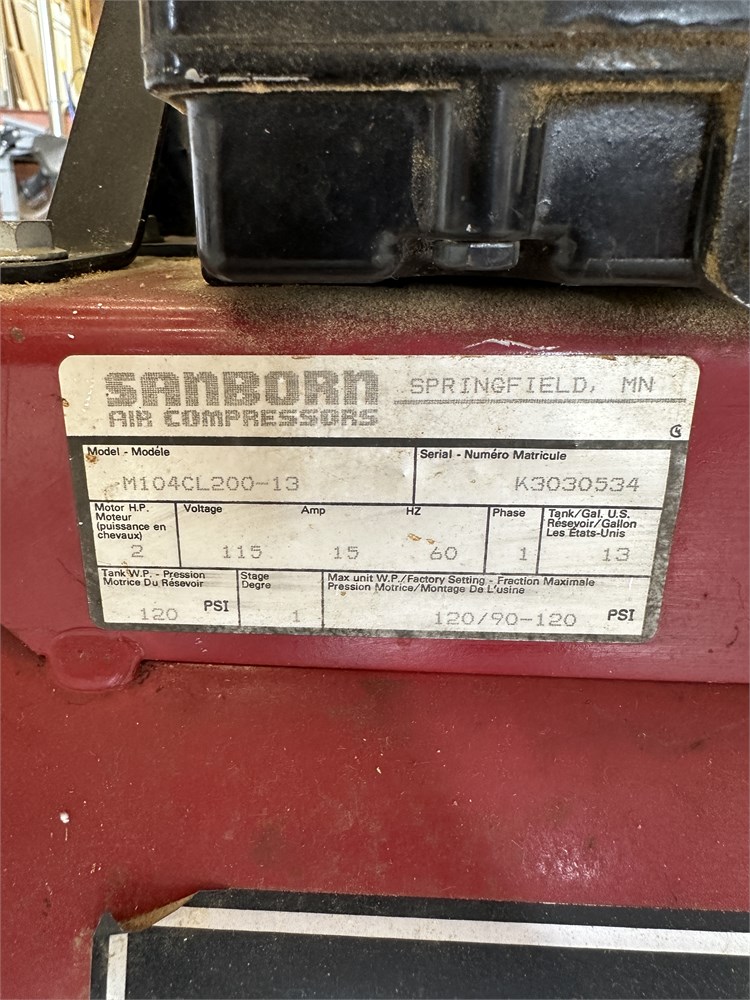 SANBORN
AIR COMPRESSORS
SPRINGFIELD, MN
Model - Modéle
M104CL200-13
Serial - Numéro Matricule
K3030534
Motor H.P.
Moteur
(puissance en
chevaux)
2
Voltage
115
Amp
15
HZ
60
Phase
1
Tank/Gal. U.S.
Résevoir/Gallon
Les États-Unis
13
Tank W.P. - Pression
Motrice Du Résevoir
120 PSI
Stage
Degre
1
Max unit W.P./Factory Setting - Fraction Maximale
Pression Motrice/Montage De L'usine
120/90-120 PSI